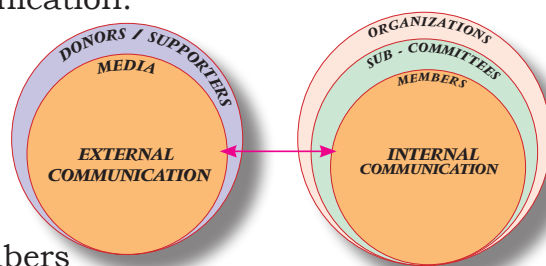 DONORS / SUPPORTERS
MEDIA
EXTERNAL
COMMUNICATION
ORGANIZATIONS
SUB - COMMITTEES
MEMBERS
INTERNAL
COMMUNICATION